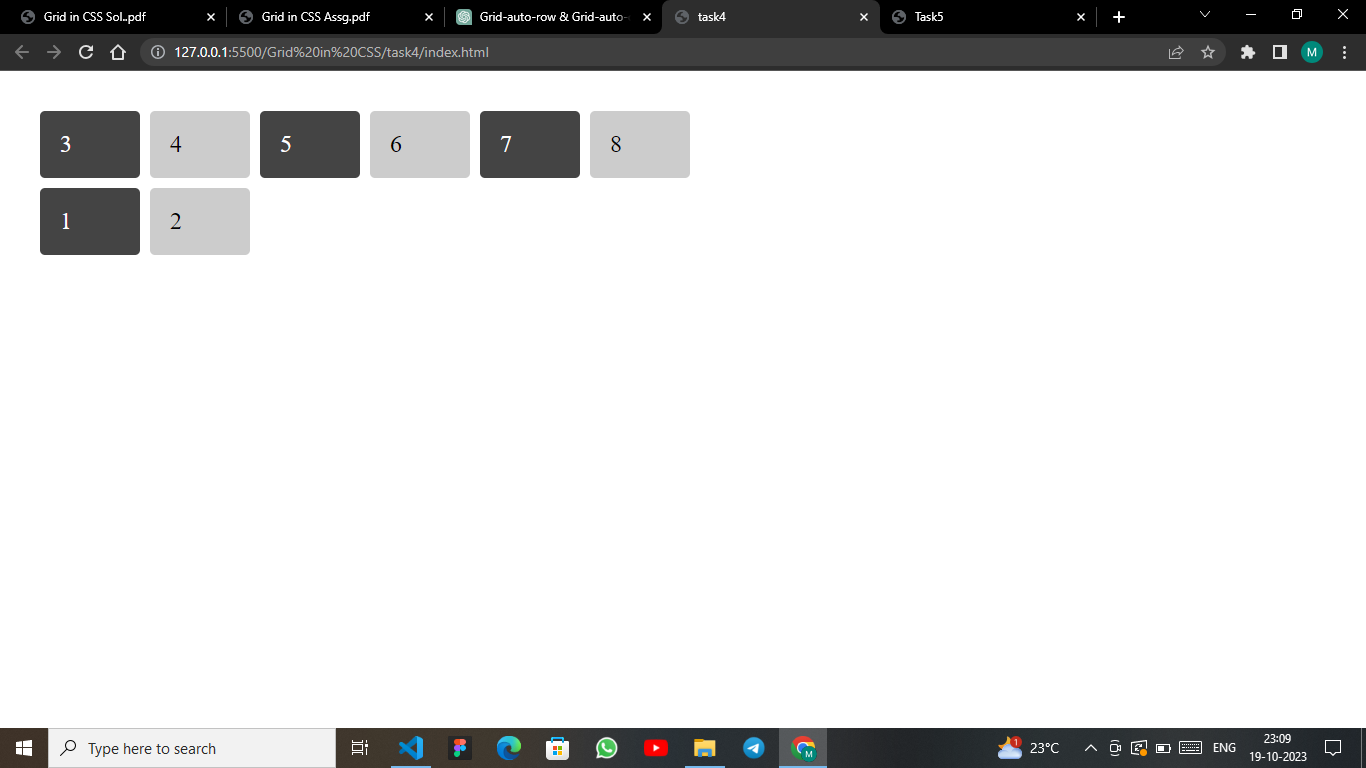 Grid in CSS Sol..pdf
Grid in CSS Assg.pdf
Grid-auto-row & Grid-auto-
task4
Task5
127.0.0.1:5500/Grid%20in%20CSS/task4/index.html
M
3 4 5 6 7 8
1 2
Type here to search
M
1
23°C
ENG
23:09
19-10-2023